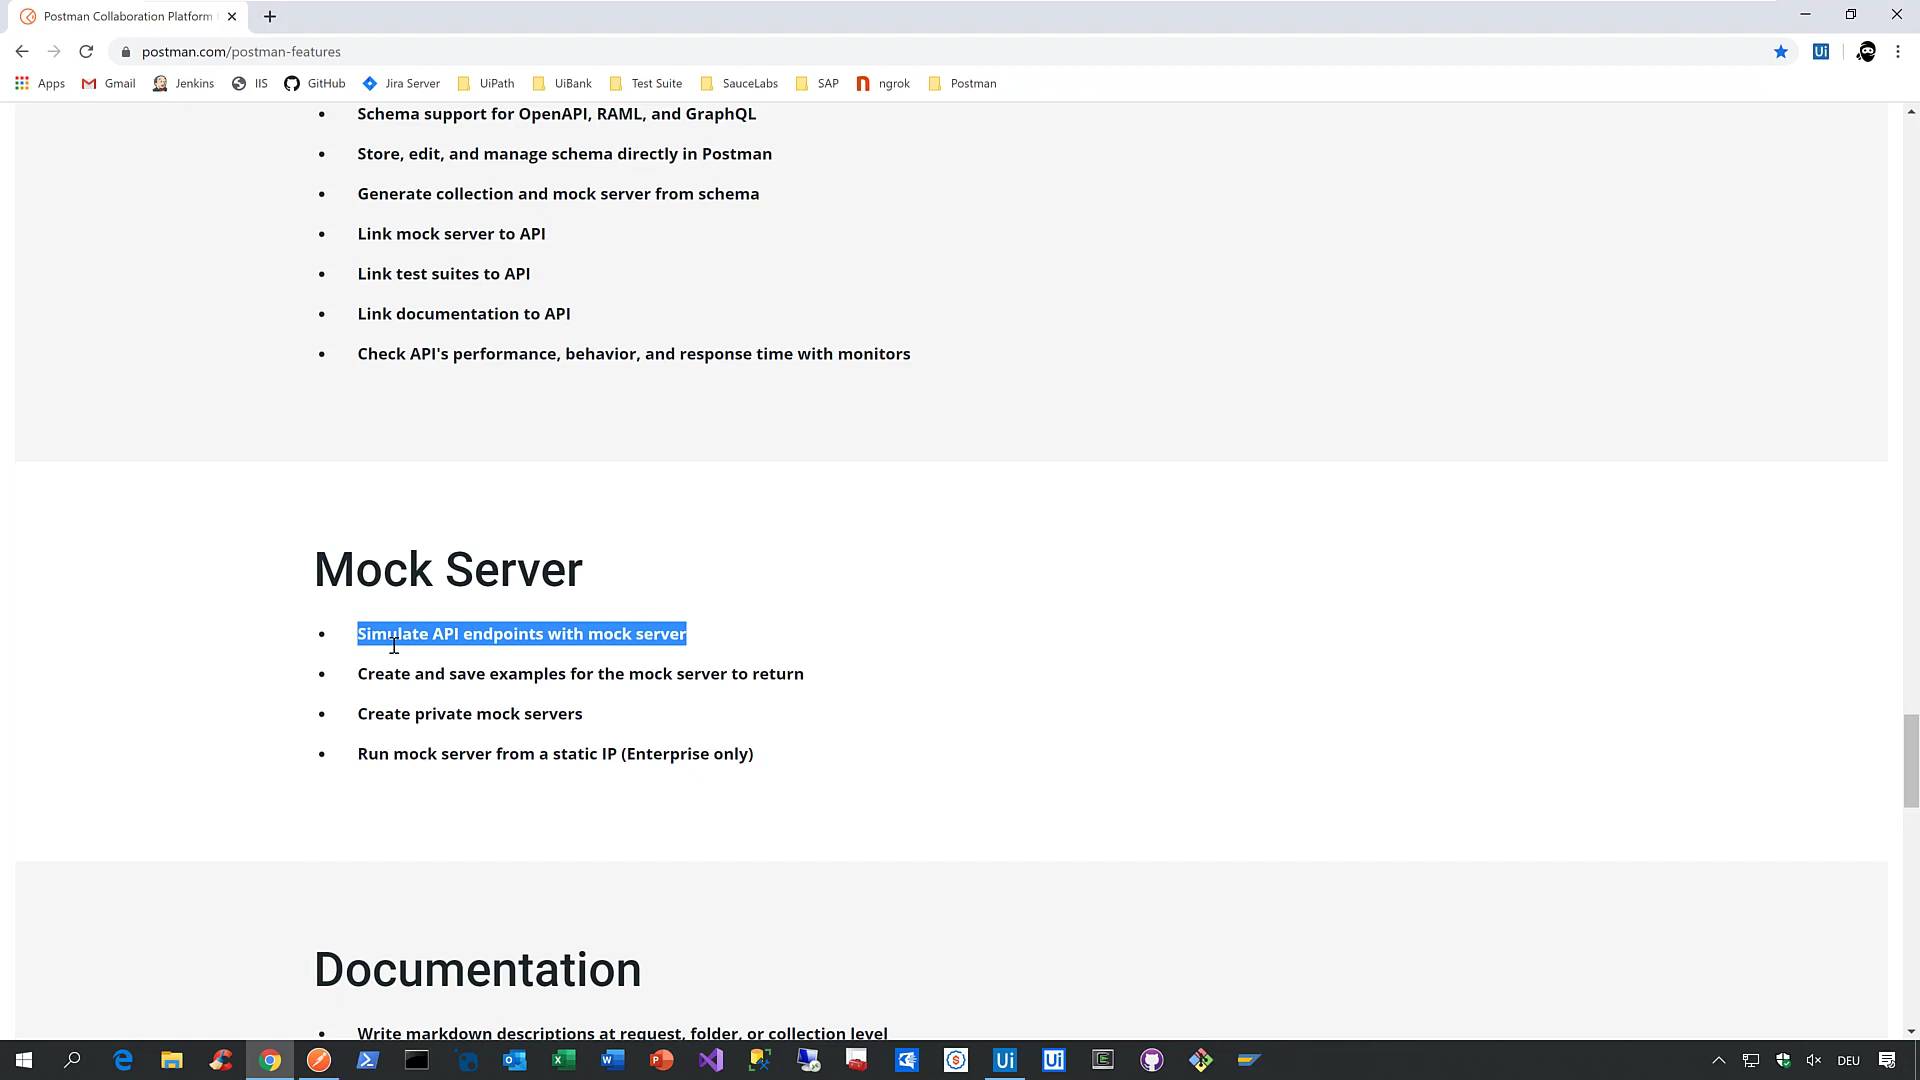 Postman Collaboration Platform
postman.com/postman-features
Apps Gmail Jenkins IIS GitHub Jira Server UiPath UiBank Test Suite SauceLabs SAP ngrok Postman
• Schema support for OpenAPI, RAML, and GraphQL
• Store, edit, and manage schema directly in Postman
• Generate collection and mock server from schema
• Link mock server to API
• Link test suites to API
• Link documentation to API
• Check API's performance, behavior, and response time with monitors
Mock Server
• Simulate API endpoints with mock server
• Create and save examples for the mock server to return
• Create private mock servers
• Run mock server from a static IP (Enterprise only)
Documentation
• Write markdown descriptions at request, folder, or collection level
DEU